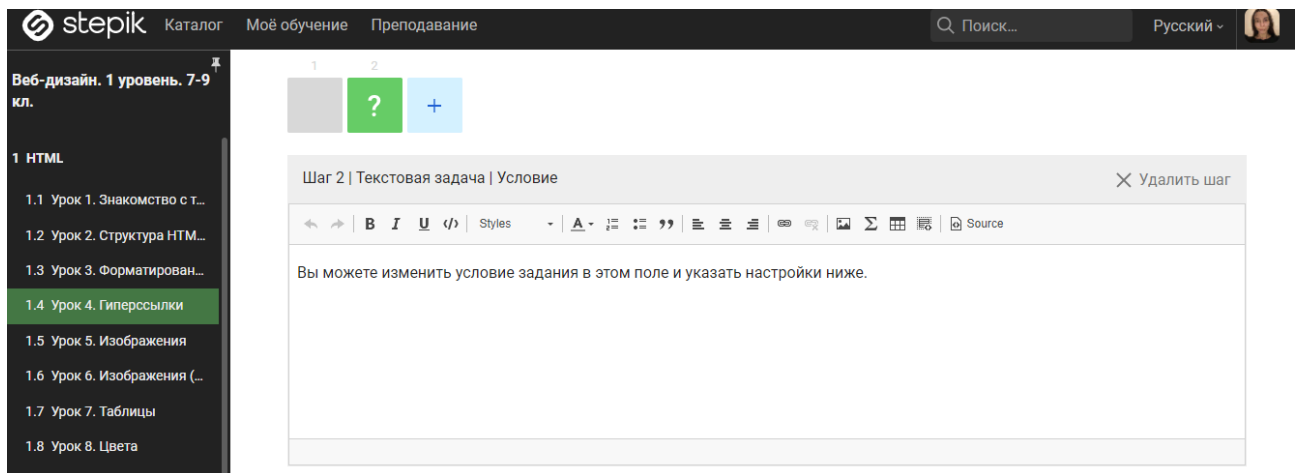 stepik Каталог Моё обучение Преподавание Поиск... Русский
Веб-дизайн. 1 уровень. 7-9
кл.
1 2
? +
1 HTML
Шаг 2 | Текстовая задача | Условие Удалить шаг
1.1 Урок 1. Знакомство с т...
B I U </> Styles A Σ Source
1.2 Урок 2. Структура HTM...
1.3 Урок 3. Форматирован...
Вы можете изменить условие задания в этом поле и указать настройки ниже.
1.4 Урок 4. Гиперссылки
1.5 Урок 5. Изображения
1.6 Урок 6. Изображения (...
1.7 Урок 7. Таблицы
1.8 Урок 8. Цвета